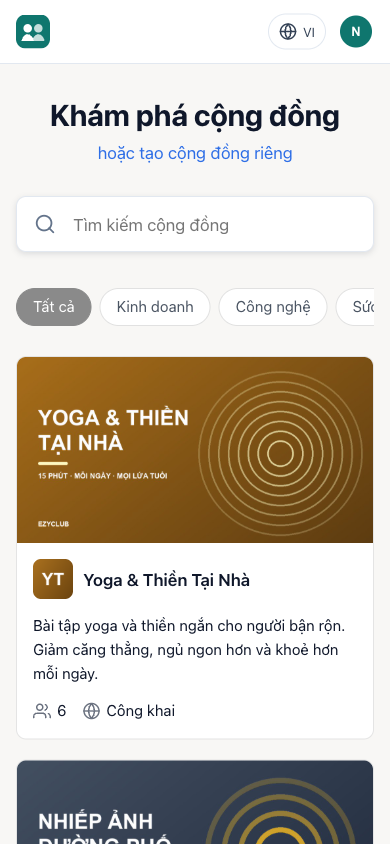 VI
N
Khám phá cộng đồng
hoặc tạo cộng đồng riêng
Tìm kiếm cộng đồng
Tất cả
Kinh doanh
Công nghệ
YOGA & THIỀN
TẠI NHÀ
15 PHÚT · MỖI NGÀY · MỌI LỨA TUỔI
EZYCLUB
YT
Yoga & Thiền Tại Nhà
Bài tập yoga và thiền ngắn cho người bận rộn.
Giảm căng thẳng, ngủ ngon hơn và khoẻ hơn
mỗi ngày.
6
Công khai
NHIẾP ẢNH
ĐƯỜNG PHỐ